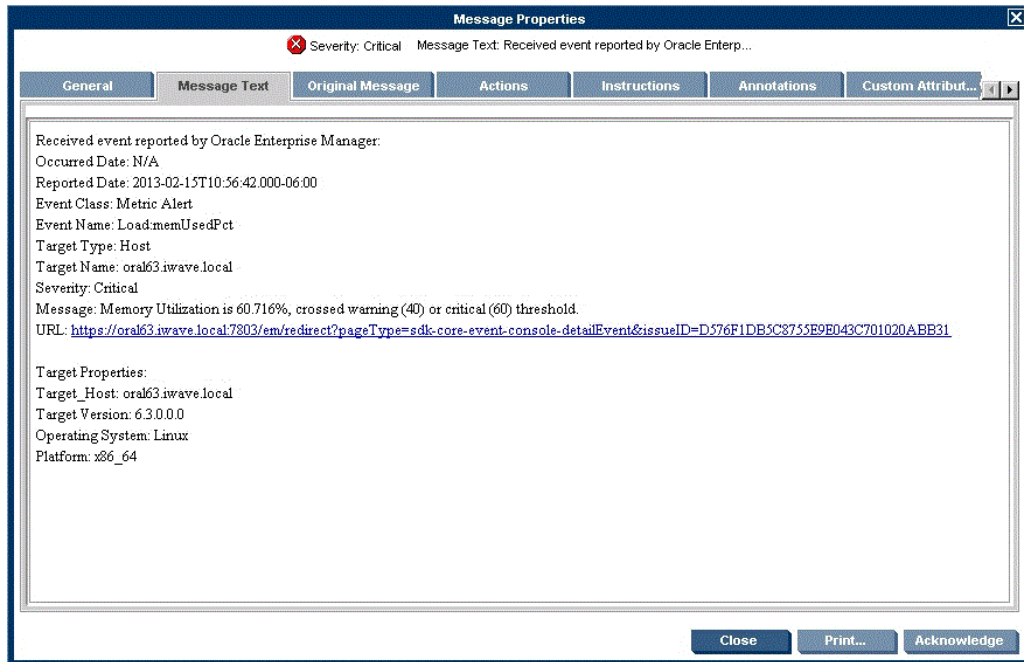 Message Properties
Severity: Critical Message Text: Received event reported by Oracle Enterp...
General Message Text Original Message Actions Instructions Annotations Custom Attribut...
Received event reported by Oracle Enterprise Manager:
Occurred Date: N/A
Reported Date: 2013-02-15T10:56:42.000-06:00
Event Class: Metric Alert
Event Name: Load:memUsedPct
Target Type: Host
Target Name: oral63.iwave.local
Severity: Critical
Message: Memory Utilization is 60.716%, crossed warning (40) or critical (60) threshold.
URL: https://oral63.iwave.local:7803/em/redirect?pageType=sdk-core-event-console-detailEvent&issueID=D576F1DB5C8755E9E043C701020ABB31
Target Properties:
Target_Host: oral63.iwave.local
Target Version: 6.3.0.0.0
Operating System: Linux
Platform: x86_64
Close Print... Acknowledge